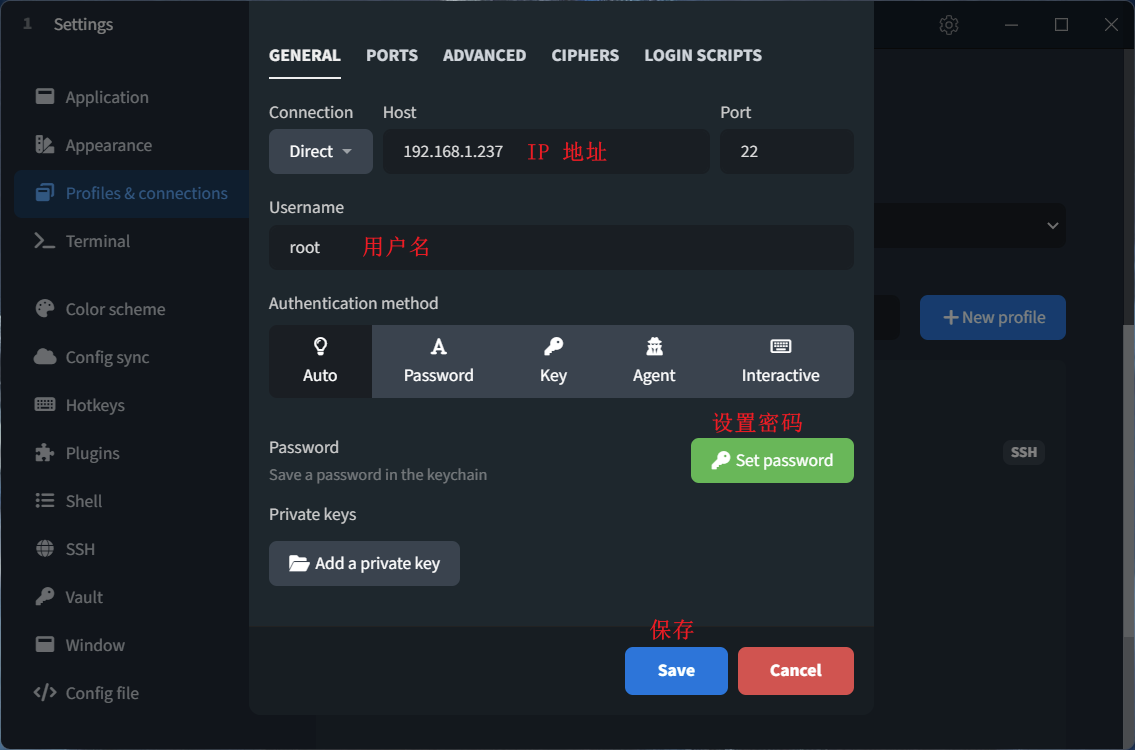 1 Settings
GENERAL PORTS ADVANCED CIPHERS LOGIN SCRIPTS
Application
Appearance
Profiles & connections
Terminal
Color scheme
Config sync
Hotkeys
Plugins
Shell
SSH
Vault
Window
Config file
Connection Host Port
Direct 192.168.1.237 IP 地址 22
Username
root 用户名
Authentication method
Auto Password Key Agent Interactive
设置密码
Password
Save a password in the keychain
Set password
Private keys
Add a private key
保存
Save Cancel
New profile
SSH